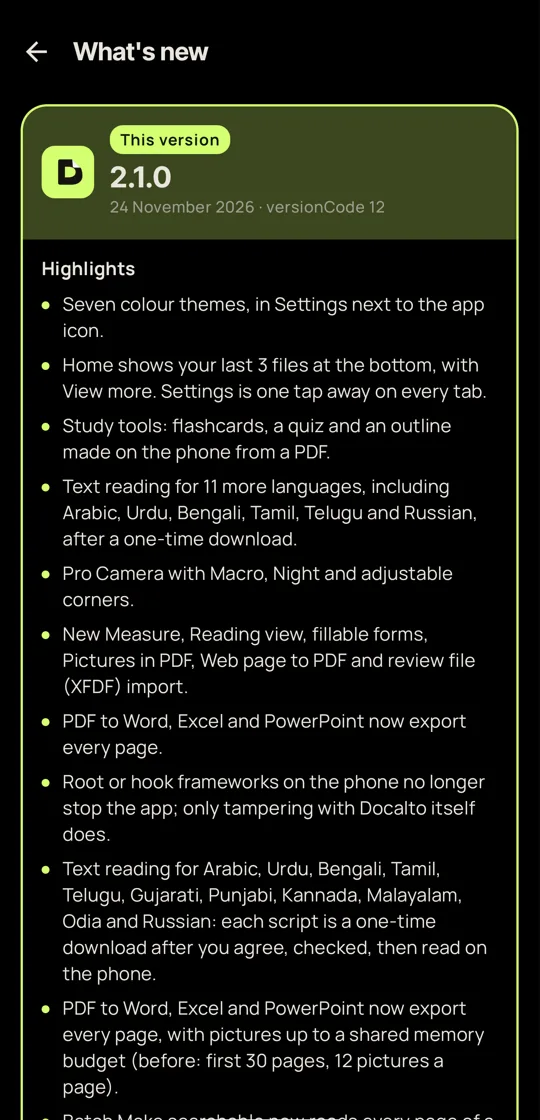 What's new
This version
2.1.0
24 November 2026 · versionCode 12
Highlights
• Seven colour themes, in Settings next to the app
icon.
• Home shows your last 3 files at the bottom, with
View more. Settings is one tap away on every tab.
• Study tools: flashcards, a quiz and an outline
made on the phone from a PDF.
• Text reading for 11 more languages, including
Arabic, Urdu, Bengali, Tamil, Telugu and Russian,
after a one-time download.
• Pro Camera with Macro, Night and adjustable
corners.
• New Measure, Reading view, fillable forms,
Pictures in PDF, Web page to PDF and review file
(XFDF) import.
• PDF to Word, Excel and PowerPoint now export
every page.
• Root or hook frameworks on the phone no longer
stop the app; only tampering with Docalto itself
does.
• Text reading for Arabic, Urdu, Bengali, Tamil,
Telugu, Gujarati, Punjabi, Kannada, Malayalam,
Odia and Russian: each script is a one-time
download after you agree, checked, then read on
the phone.
• PDF to Word, Excel and PowerPoint now export
every page, with pictures up to a shared memory
budget (before: first 30 pages, 12 pictures a
page).